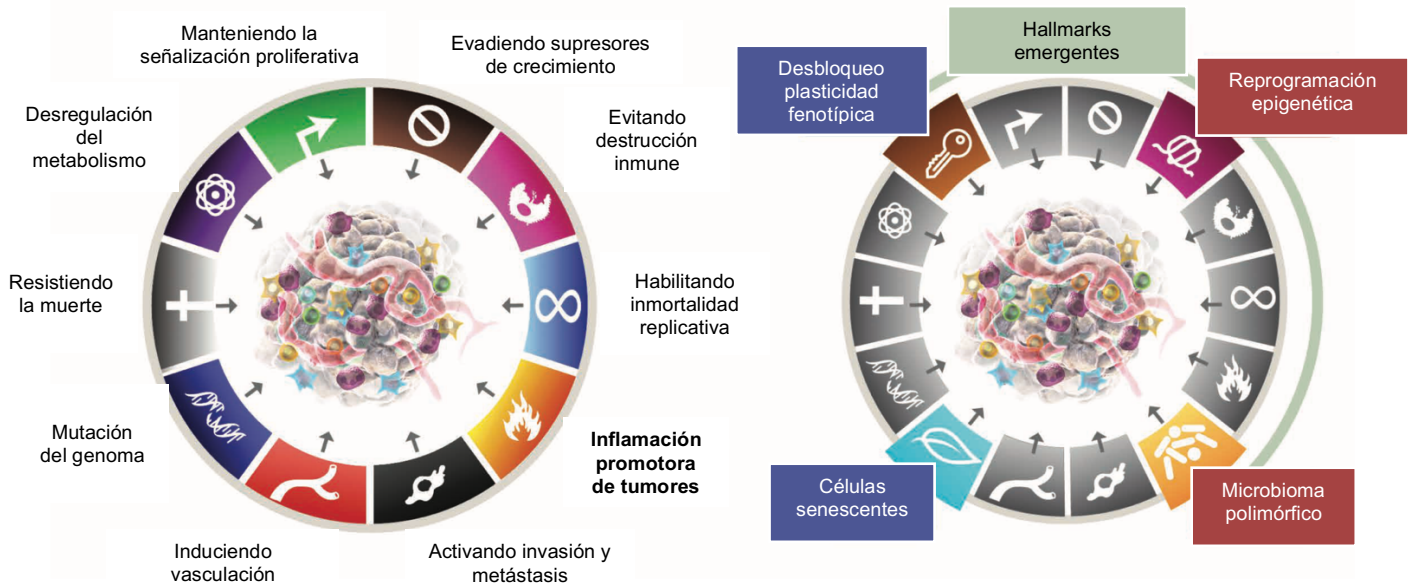 Manteniendo la
señalización proliferativa
Evadiendo supresores
de crecimiento
Desregulación
del
metabolismo
Evitando
destrucción
inmune
Resistiendo
la muerte
Habilitando
inmortalidad
replicativa
Mutación
del genoma
Inflamación
promotora
de tumores
Induciendo
vasculación
Activando invasión y
metástasis
Hallmarks
emergentes
Desbloqueo
plasticidad
fenotípica
Reprogramación
epigenética
Células
senescentes
Microbioma
polimórfico